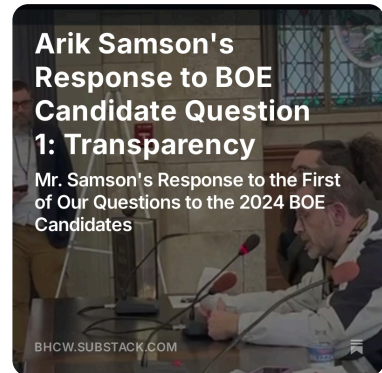 Arik Samson's
Response to BOE
Candidate Question
1: Transparency
Mr. Samson's Response to the First
of Our Questions to the 2024 BOE
Candidates
BHCW.SUBSTACK.COM